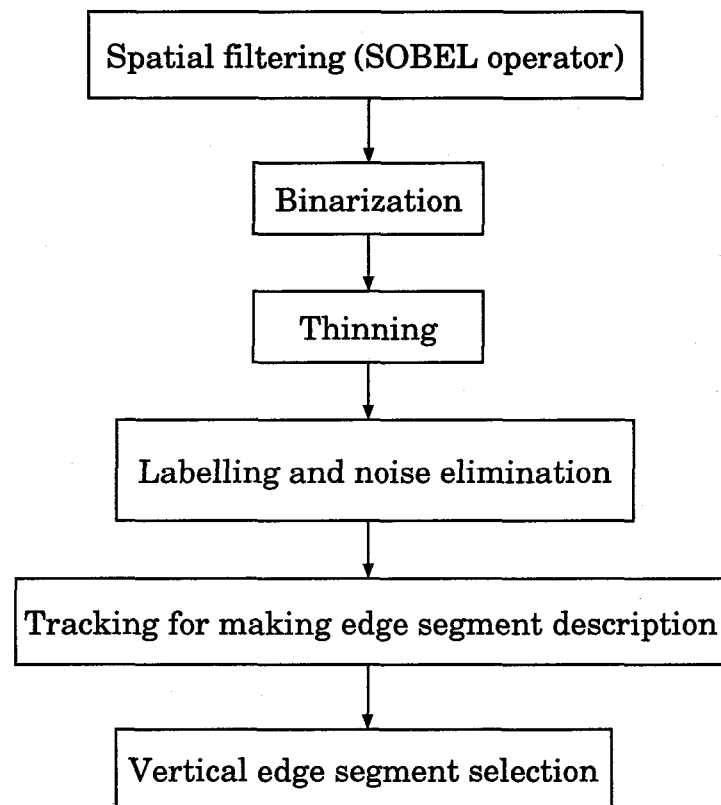 Spatial filtering (SOBEL operator)
Binarization
Thinning
Labelling and noise elimination
Tracking for making edge segment description
Vertical edge segment selection